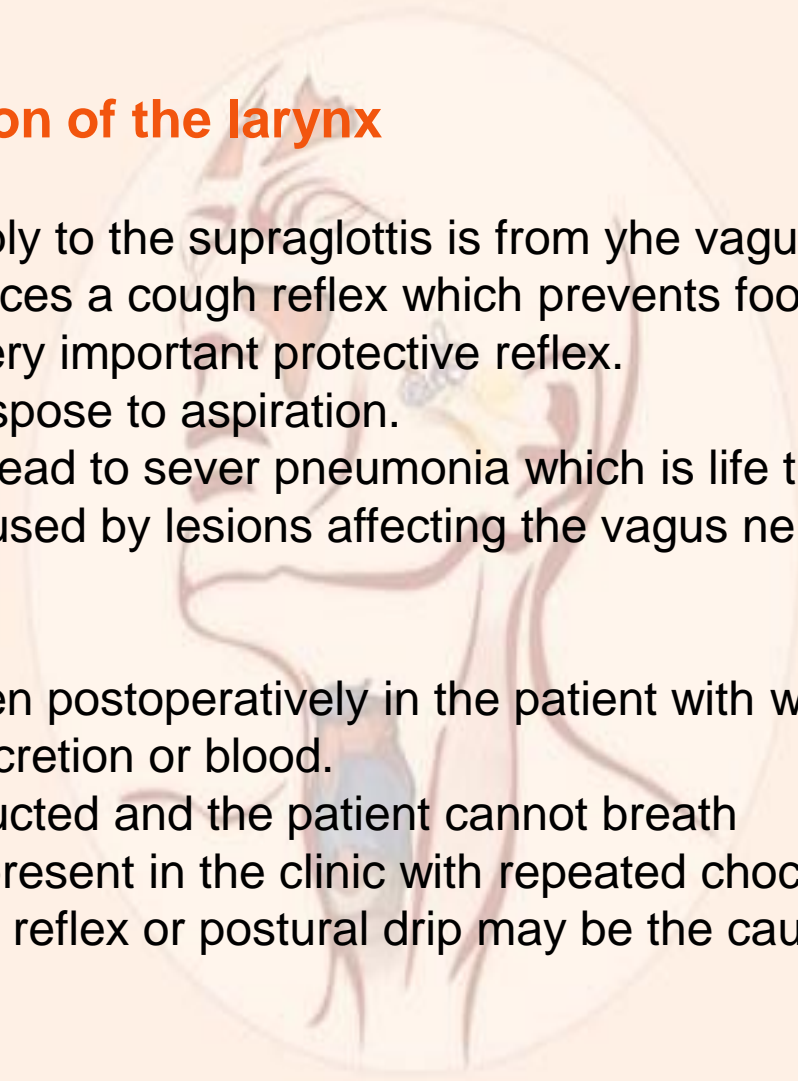 on of the larynx
ply to the supraglottis is from yhe vagu
ces a cough reflex which prevents foo
ery important protective reflex.
spose to aspiration.
ead to sever pneumonia which is life t
used by lesions affecting the vagus ne
en postoperatively in the patient with w
cretion or blood.
ucted and the patient cannot breath
resent in the clinic with repeated choc
reflex or postural drip may be the cau